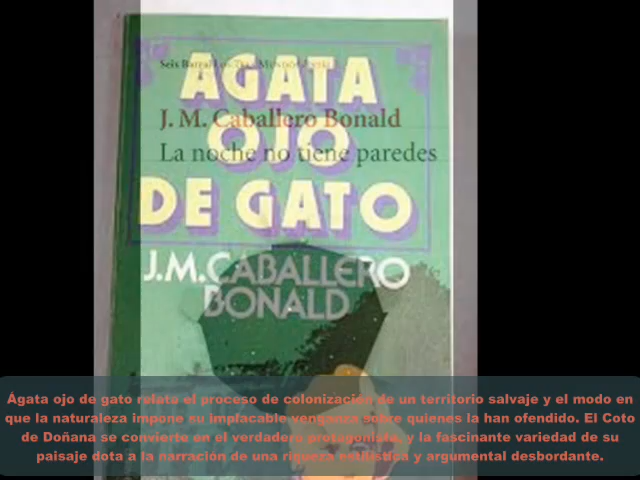 Seix Barral
AGATA
J. M. Caballero Bonald
OJO
La noche no tiene paredes
DE GATO
J.M.CABALLERO
BONALD
Ágata ojo de gato relata el proceso de colonización de un territorio salvaje y el modo en
que la naturaleza impone su implacable venganza sobre quienes la han ofendido. El Coto
de Doñana se convierte en el verdadero protagonista, y la fascinante variedad de su
paisaje dota a la narración de una riqueza estilística y argumental desbordante.